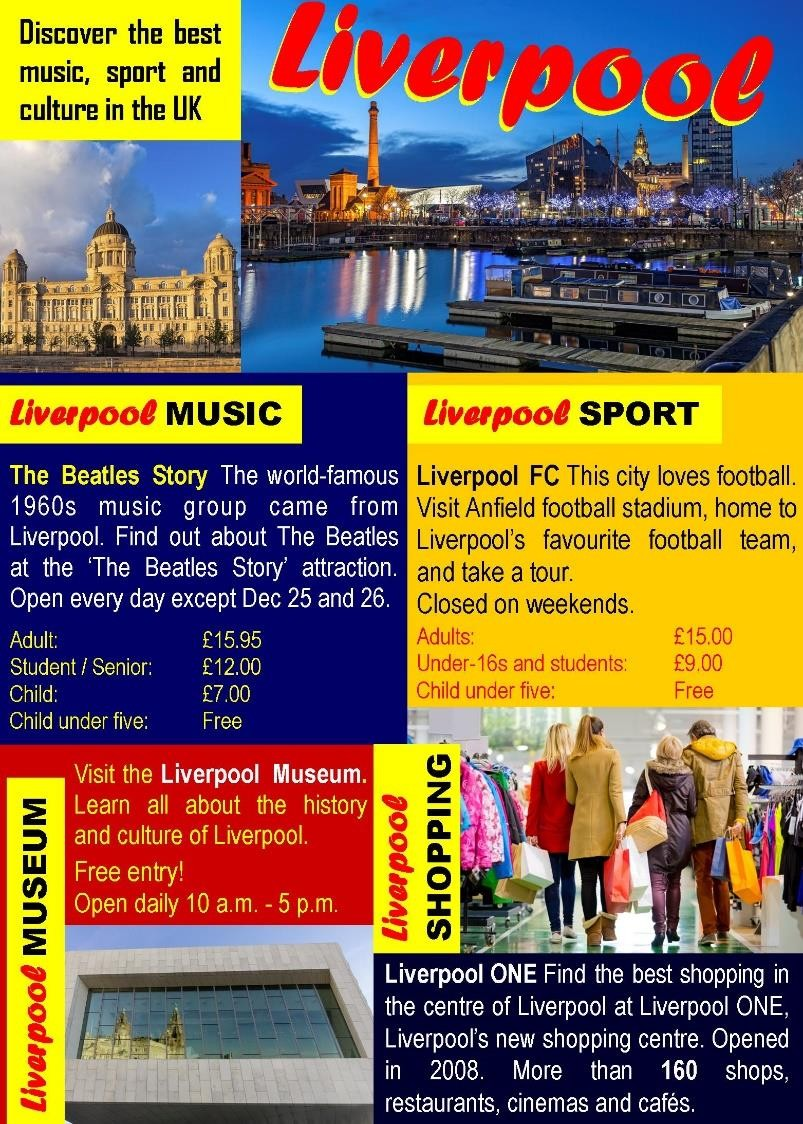 Discover the best
music, sport and
culture in the UK
Liverpool
Liverpool MUSIC
The Beatles Story The world-famous
1960s music group came from
Liverpool. Find out about The Beatles
at the ‘The Beatles Story’ attraction.
Open every day except Dec 25 and 26.
Adult: £15.95
Student / Senior: £12.00
Child: £7.00
Child under five: Free
Liverpool SPORT
Liverpool FC This city loves football.
Visit Anfield football stadium, home to
Liverpool’s favourite football team,
and take a tour.
Closed on weekends.
Adults: £15.00
Under-16s and students: £9.00
Child under five: Free
Liverpool MUSEUM
Visit the Liverpool Museum.
Learn all about the history
and culture of Liverpool.
Free entry!
Open daily 10 a.m. - 5 p.m.
Liverpool
SHOPPING
Liverpool ONE Find the best shopping in
the centre of Liverpool at Liverpool ONE,
Liverpool’s new shopping centre. Opened
in 2008. More than 160 shops,
restaurants, cinemas and cafés.